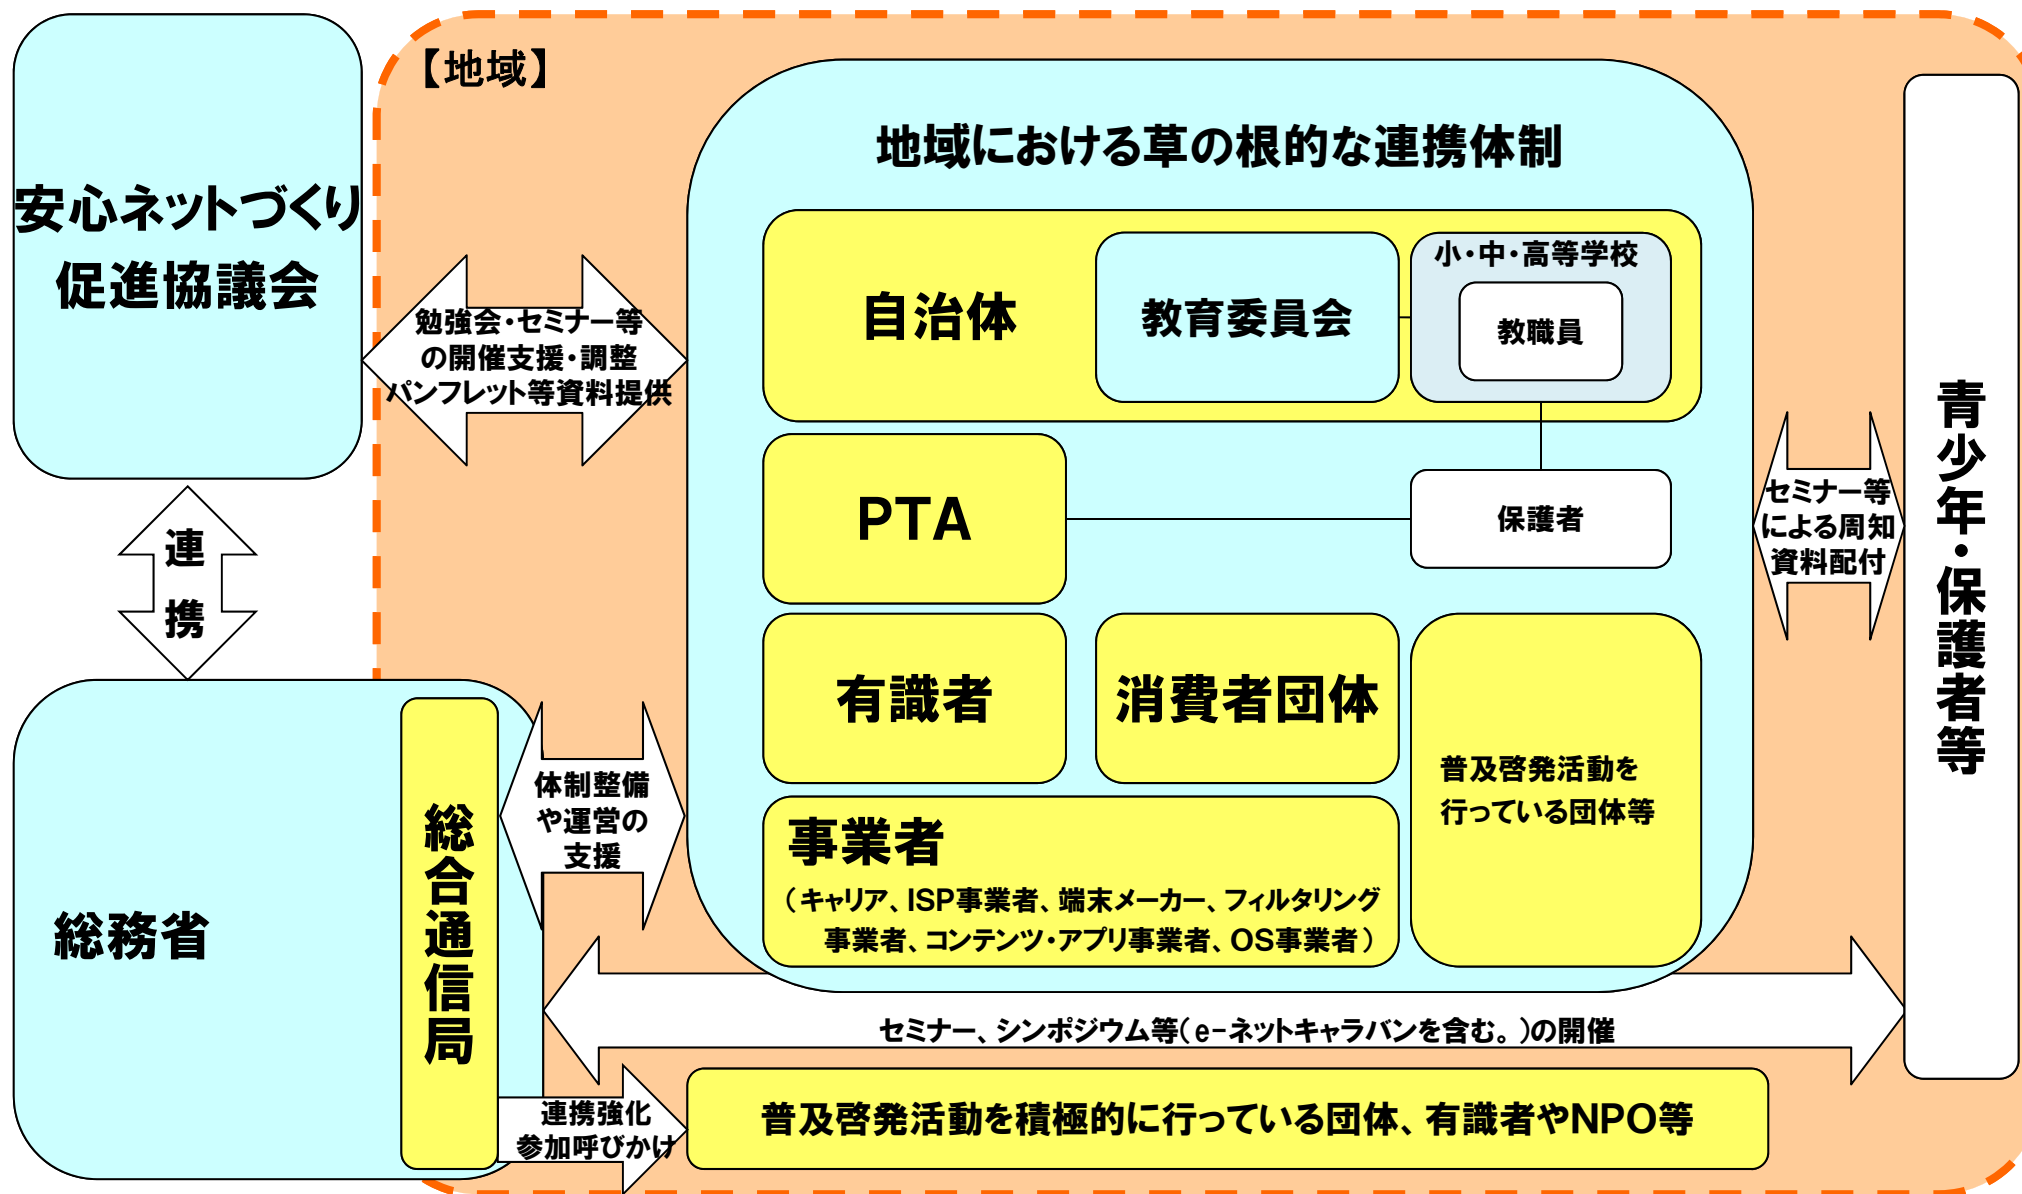 【地域】
安心ネットづくり
促進協議会
連
携
総務省
総合通信局
勉強会・セミナー等
の開催支援・調整
パンフレット等資料提供
体制整備
や運営の
支援
連携強化
参加呼びかけ
地域における草の根的な連携体制
自治体
教育委員会
小・中・高等学校
教職員
PTA
保護者
有識者
消費者団体
普及啓発活動を
行っている団体等
事業者
（キャリア、ISP事業者、端末メーカー、フィルタリング
事業者、コンテンツ・アプリ事業者、OS事業者）
セミナー、シンポジウム等（e－ネットキャラバンを含む。）の開催
普及啓発活動を積極的に行っている団体、有識者やNPO等
セミナー等
による周知
資料配付
青少年・保護者等